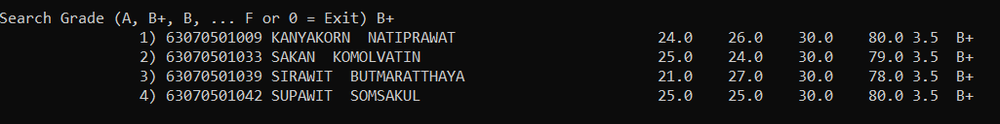 Search Grade (A, B+, B, ... F or 0 = Exit) B+
1) 63070501009 KANYAKORN  NATIPRAWAT 24.0 26.0 30.0 80.0 3.5 B+
2) 63070501033 SAKAN  KOMOLVATIN 25.0 24.0 30.0 79.0 3.5 B+
3) 63070501039 SIRAWIT  BUTMARATTHAYA 21.0 27.0 30.0 78.0 3.5 B+
4) 63070501042 SUPAWIT  SOMSAKUL 25.0 25.0 30.0 80.0 3.5 B+